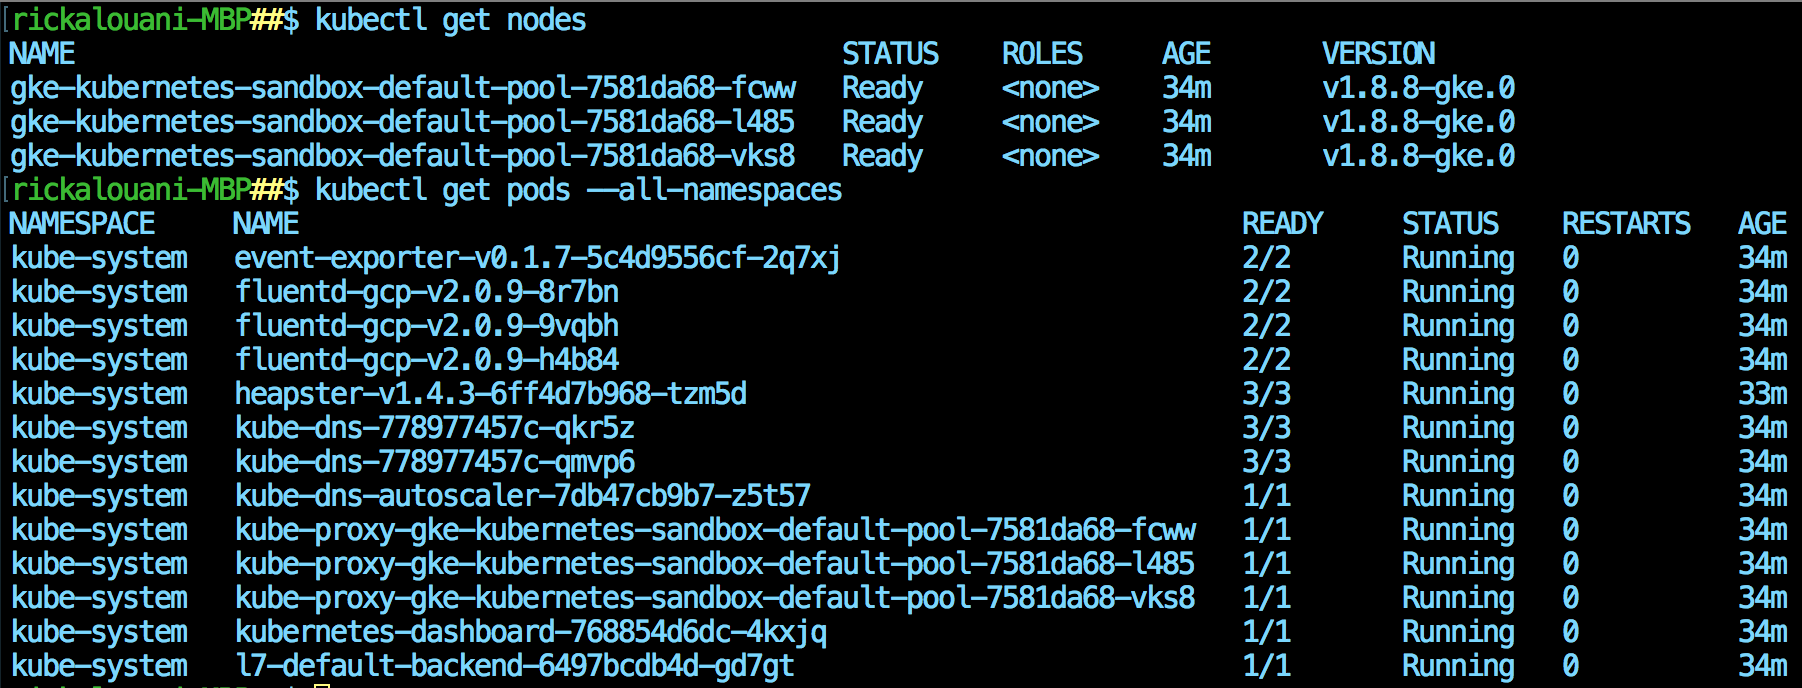 [rickalouani-MBP##$ kubectl get nodes
NAME STATUS ROLES AGE VERSION
gke-kubernetes-sandbox-default-pool-7581da68-fcww Ready <none> 34m v1.8.8-gke.0
gke-kubernetes-sandbox-default-pool-7581da68-l485 Ready <none> 34m v1.8.8-gke.0
gke-kubernetes-sandbox-default-pool-7581da68-vks8 Ready <none> 34m v1.8.8-gke.0
[rickalouani-MBP##$ kubectl get pods --all-namespaces
NAMESPACE NAME READY STATUS RESTARTS AGE
kube-system event-exporter-v0.1.7-5c4d9556cf-2q7xj 2/2 Running 0 34m
kube-system fluentd-gcp-v2.0.9-8r7bn 2/2 Running 0 34m
kube-system fluentd-gcp-v2.0.9-9vqbh 2/2 Running 0 34m
kube-system fluentd-gcp-v2.0.9-h4b84 2/2 Running 0 34m
kube-system heapster-v1.4.3-6ff4d7b968-tzm5d 3/3 Running 0 33m
kube-system kube-dns-778977457c-qkr5z 3/3 Running 0 34m
kube-system kube-dns-778977457c-qmvp6 3/3 Running 0 34m
kube-system kube-dns-autoscaler-7db47cb9b7-z5t57 1/1 Running 0 34m
kube-system kube-proxy-gke-kubernetes-sandbox-default-pool-7581da68-fcww 1/1 Running 0 34m
kube-system kube-proxy-gke-kubernetes-sandbox-default-pool-7581da68-l485 1/1 Running 0 34m
kube-system kube-proxy-gke-kubernetes-sandbox-default-pool-7581da68-vks8 1/1 Running 0 34m
kube-system kubernetes-dashboard-768854d6dc-4kxjq 1/1 Running 0 34m
kube-system l7-default-backend-6497bcdb4d-gd7gt 1/1 Running 0 34m